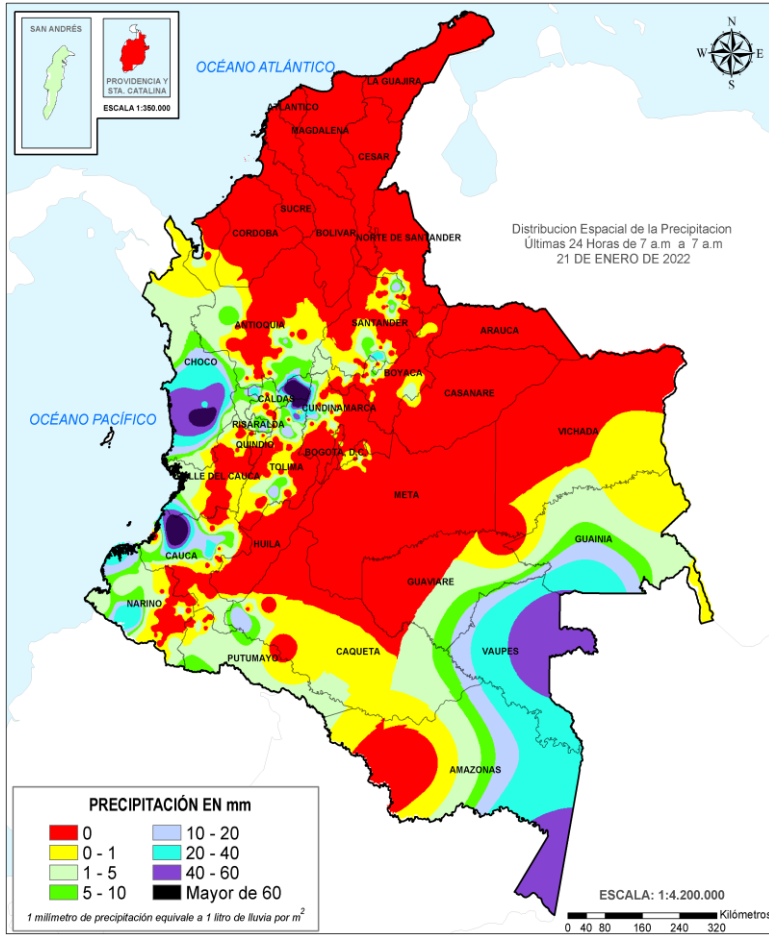 SAN ANDRÉS
PROVIDENCIA Y
STA. CATALINA
ESCALA 1:350.000
OCÉANO ATLÁNTICO
N
W E
S
LA GUAJIRA
ATLANTICO
MAGDALENA
CESAR
SUCRE
CORDOBA
BOLIVAR
NORTE DE SANTANDER
Distribucion Espacial de la Precipitacion
Últimas 24 Horas de 7 a.m a 7 a.m
21 DE ENERO DE 2022
ANTIOQUIA
SANTANDER
ARAUCA
CHOCO
BOYACA
CASANARE
CALDAS
CUNDINAMARCA
OCÉANO PACÍFICO
RISARALDA
VICHADA
QUINDIO
BOGOTA, D.C.
TOLIMA
VALLE DEL CAUCA
META
GUAINIA
HUILA
CAUCA
GUAVIARE
NARINO
CAQUETA
VAUPES
PUTUMAYO
AMAZONAS
PRECIPITACIÓN EN mm
0
10 - 20
0 - 1
20 - 40
1 - 5
40 - 60
5 - 10
Mayor de 60
1 milímetro de precipitación equivale a 1 litro de lluvia por m2
ESCALA: 1:4.200.000
Kilómetros
0 40 80 160 240 320